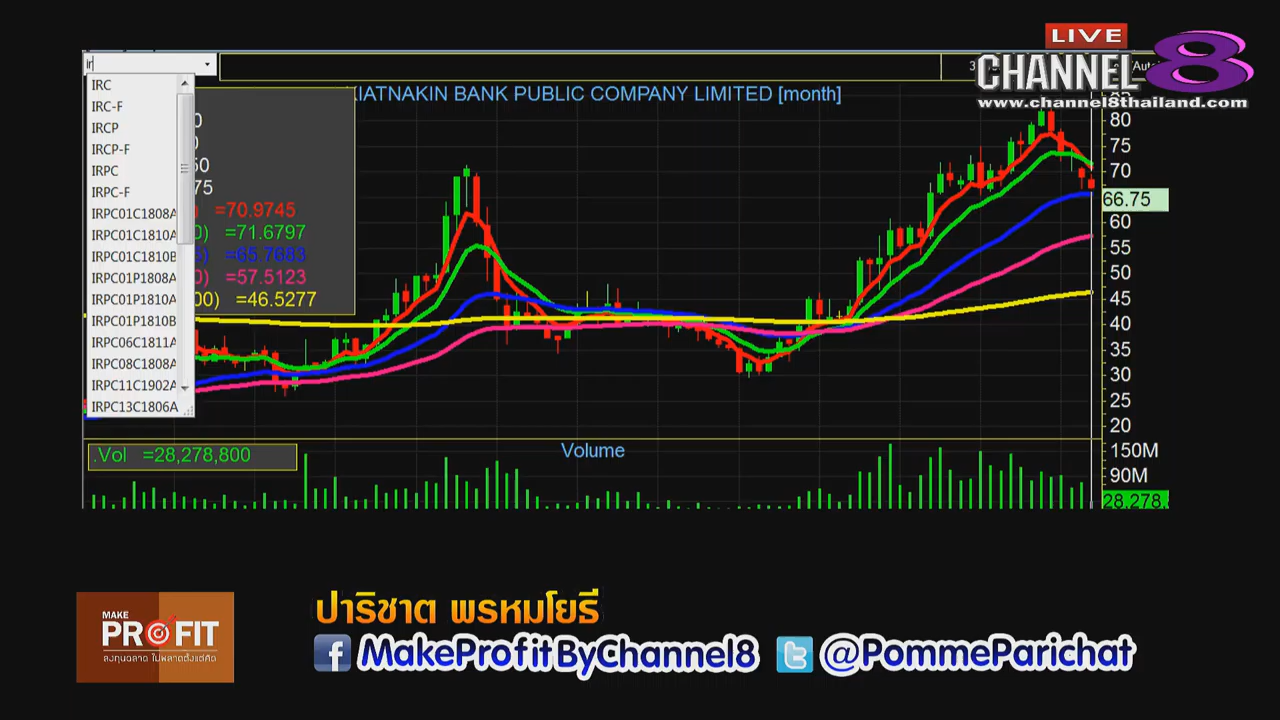 LIVE
CHANNEL 8
www.channel8thailand.com
ir
IRC
IRC-F
IRCP
IRCP-F
IRPC
IRPC-F
IRPC01C1808A
IRPC01C1810A
IRPC01C1810B
IRPC01P1808A
IRPC01P1810A
IRPC01P1810B
IRPC06C1811A
IRPC08C1808A
IRPC11C1902A
IRPC13C1806A
KIATNAKIN BANK PUBLIC COMPANY LIMITED [month]
=70.9745
=71.6797
=65.7683
=57.5123
=46.5277
80
75
70
66.75
60
55
50
45
40
35
30
25
20
.Vol =28,278,800
Volume
150M
90M
28,278.
MAKE
PROFIT
ลงทุนฉลาด ไม่พลาดตั้งแต่คิด
ปาริชาต พรหมโยธี
f MakeProfitByChannel8
t @PommeParichat